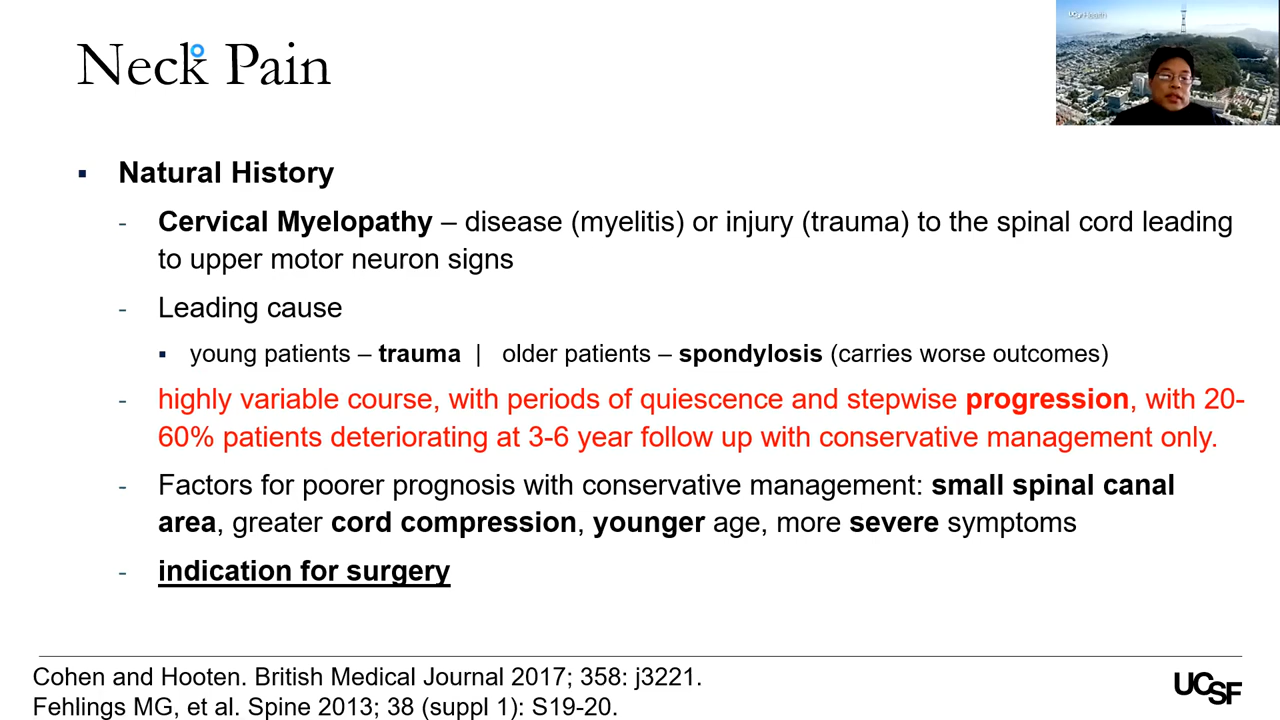 Neck Pain
UCSF Health
▪ Natural History
- Cervical Myelopathy – disease (myelitis) or injury (trauma) to the spinal cord leading
to upper motor neuron signs
- Leading cause
▪ young patients – trauma | older patients – spondylosis (carries worse outcomes)
- highly variable course, with periods of quiescence and stepwise progression, with 20-
60% patients deteriorating at 3-6 year follow up with conservative management only.
- Factors for poorer prognosis with conservative management: small spinal canal
area, greater cord compression, younger age, more severe symptoms
- indication for surgery
Cohen and Hooten. British Medical Journal 2017; 358: j3221.
Fehlings MG, et al. Spine 2013; 38 (suppl 1): S19-20.
UCSF